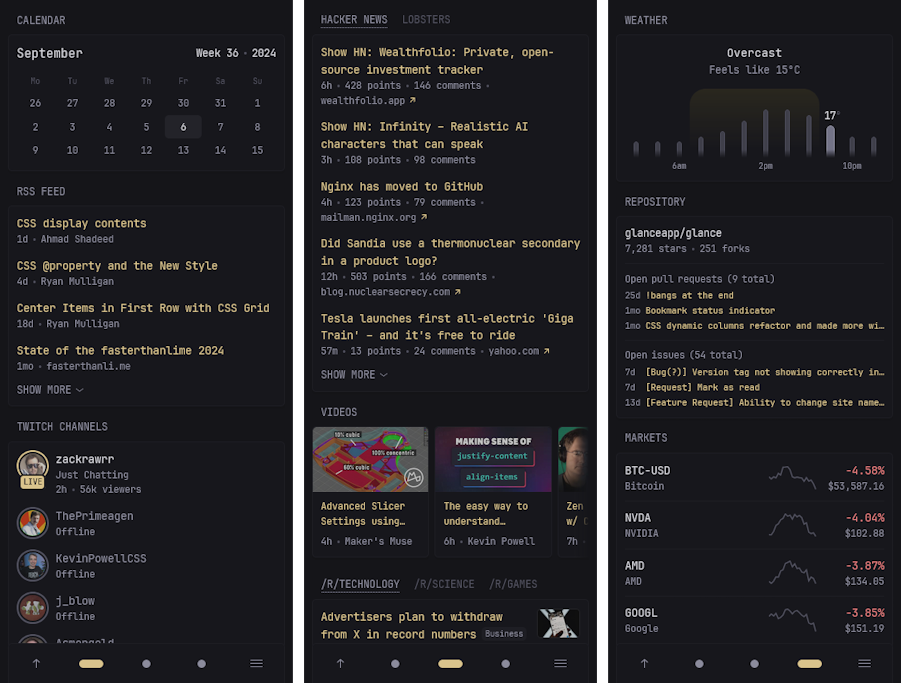 CALENDAR
September Week 36 • 2024
Mo Tu We Th Fr Sa Su
26 27 28 29 30 31 1
2 3 4 5 6 7 8
9 10 11 12 13 14 15
RSS FEED
CSS display contents
1d • Ahmad Shadeed
CSS @property and the New Style
4d • Ryan Mulligan
Center Items in First Row with CSS Grid
18d • Ryan Mulligan
State of the fasterthanlime 2024
1mo • fasterthanli.me
SHOW MORE
TWITCH CHANNELS
zackrawrr
Just Chatting
LIVE
2h • 56k viewers
ThePrimeagen
Offline
KevinPowellCSS
Offline
j_blow
Offline
HACKER NEWS LOBSTERS
Show HN: Wealthfolio: Private, open-
source investment tracker
6h • 428 points • 146 comments •
wealthfolio.app ↗
Show HN: Infinity – Realistic AI
characters that can speak
3h • 108 points • 98 comments
Nginx has moved to GitHub
4h • 123 points • 79 comments •
mailman.nginx.org ↗
Did Sandia use a thermonuclear secondary
in a product logo?
12h • 503 points • 166 comments •
blog.nuclearsecrecy.com ↗
Tesla launches first all-electric 'Giga
Train' – and it's free to ride
57m • 13 points • 24 comments • yahoo.com ↗
SHOW MORE
VIDEOS
10% cubic
100% concentric
60% cubic
Advanced Slicer
Settings using…
4h • Maker's Muse
MAKING SENSE OF
justify-content
align-items
The easy way to
understand…
6h • Kevin Powell
Zen
w/
7h •
/R/TECHNOLOGY /R/SCIENCE /R/GAMES
Advertisers plan to withdraw
from X in record numbers Business
WEATHER
Overcast
Feels like 15°C
17°
6am 2pm 10pm
REPOSITORY
glanceapp/glance
7,281 stars • 251 forks
Open pull requests (9 total)
25d !bangs at the end
1mo Bookmark status indicator
1mo CSS dynamic columns refactor and made more wi…
Open issues (54 total)
7d [Bug(?)] Version tag not showing correctly in…
7d [Request] Mark as read
13d [Feature Request] Ability to change site name…
MARKETS
BTC-USD -4.58%
Bitcoin $53,587.16
NVDA -4.04%
NVIDIA $102.88
AMD -3.87%
AMD $134.05
GOOGL -3.85%
Google $151.19